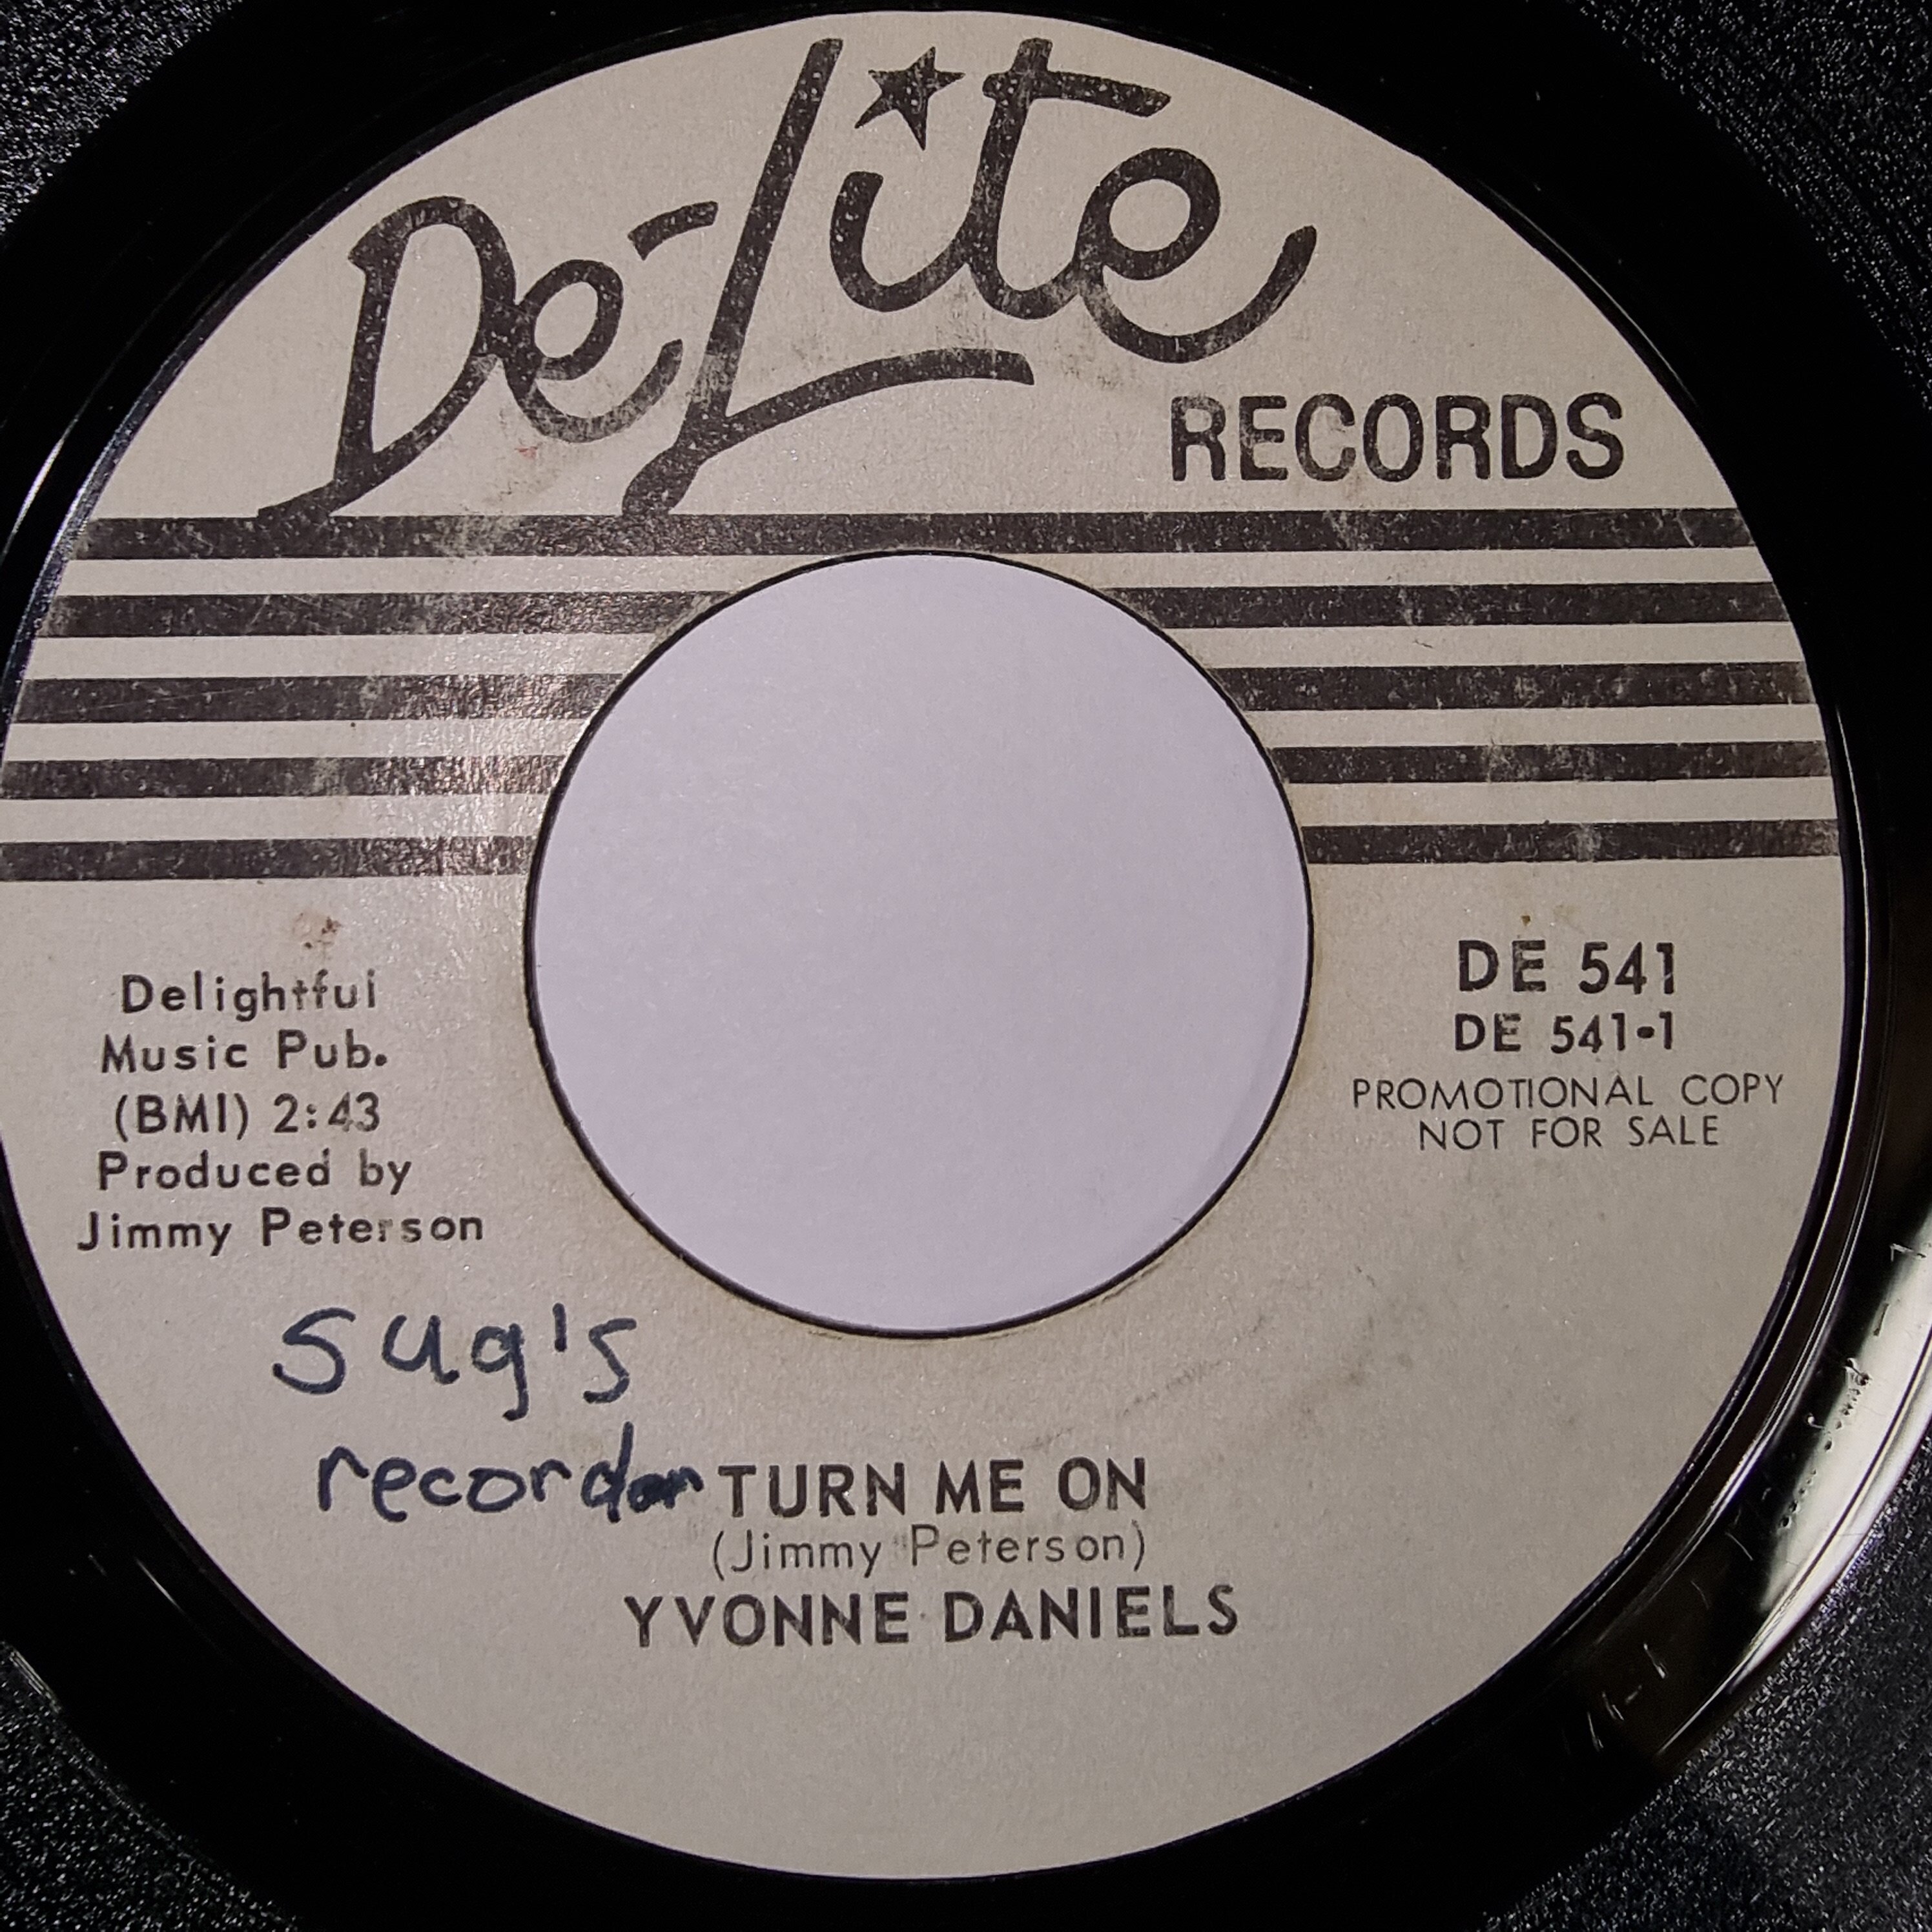 De-Lite
RECORDS
Delightful
Music Pub.
(BMI) 2:43
Produced by
Jimmy Peterson
DE 541
DE 541-1
PROMOTIONAL COPY
NOT FOR SALE
sug's
record
TURN ME ON
(Jimmy Peterson)
YVONNE DANIELS